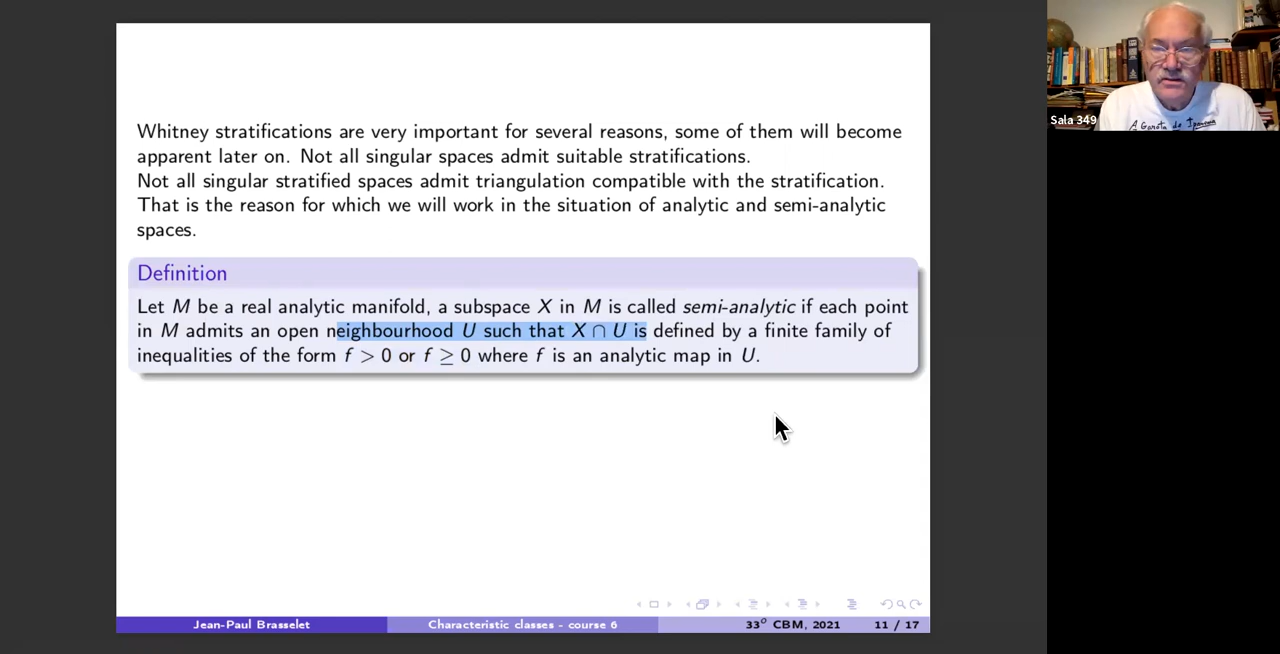 Whitney stratifications are very important for several reasons, some of them will become
apparent later on. Not all singular spaces admit suitable stratifications.
Not all singular stratified spaces admit triangulation compatible with the stratification.
That is the reason for which we will work in the situation of analytic and semi-analytic
spaces.
Definition
Let M be a real analytic manifold, a subspace X in M is called semi-analytic if each point
in M admits an open neighbourhood U such that X ∩ U is defined by a finite family of
inequalities of the form f > 0 or f ≥ 0 where f is an analytic map in U.
Jean-Paul Brasselet
Characteristic classes - course 6
33º CBM, 2021
11 / 17
Sala 349
A Garota de Ipanema